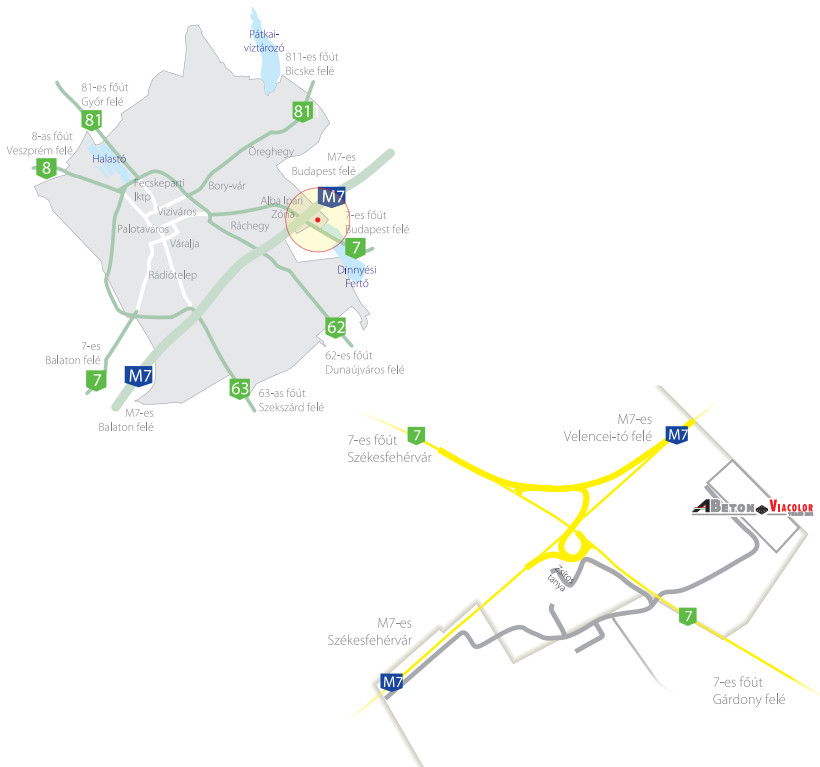 Pátkai-
víztározó
811-es főút
Bicske felé
81-es főút
Győr felé
81
81
8-as főút
Veszprém felé
8
Halastó
Öreghegy
M7-es
Budapest felé
Fecskeparti
lktp
Bory-vár
M7
Víziváros
Alba Ipari
Zóna
7-es főút
Budapest felé
Palotaváros
Ráchegy
Váralja
7
Rádiótelep
Dinnyési
Fertő
62
7-es
Balaton felé
62-es főút
Dunaújváros felé
7
M7
63
63-as főút
Szekszárd felé
M7-es
Balaton felé
7-es főút
Székesfehérvár
7
M7-es
Velencei-tó felé
M7
ABETON VIACOLOR
Zsíros
tanya
M7-es
Székesfehérvár
7
M7
7-es főút
Gárdony felé